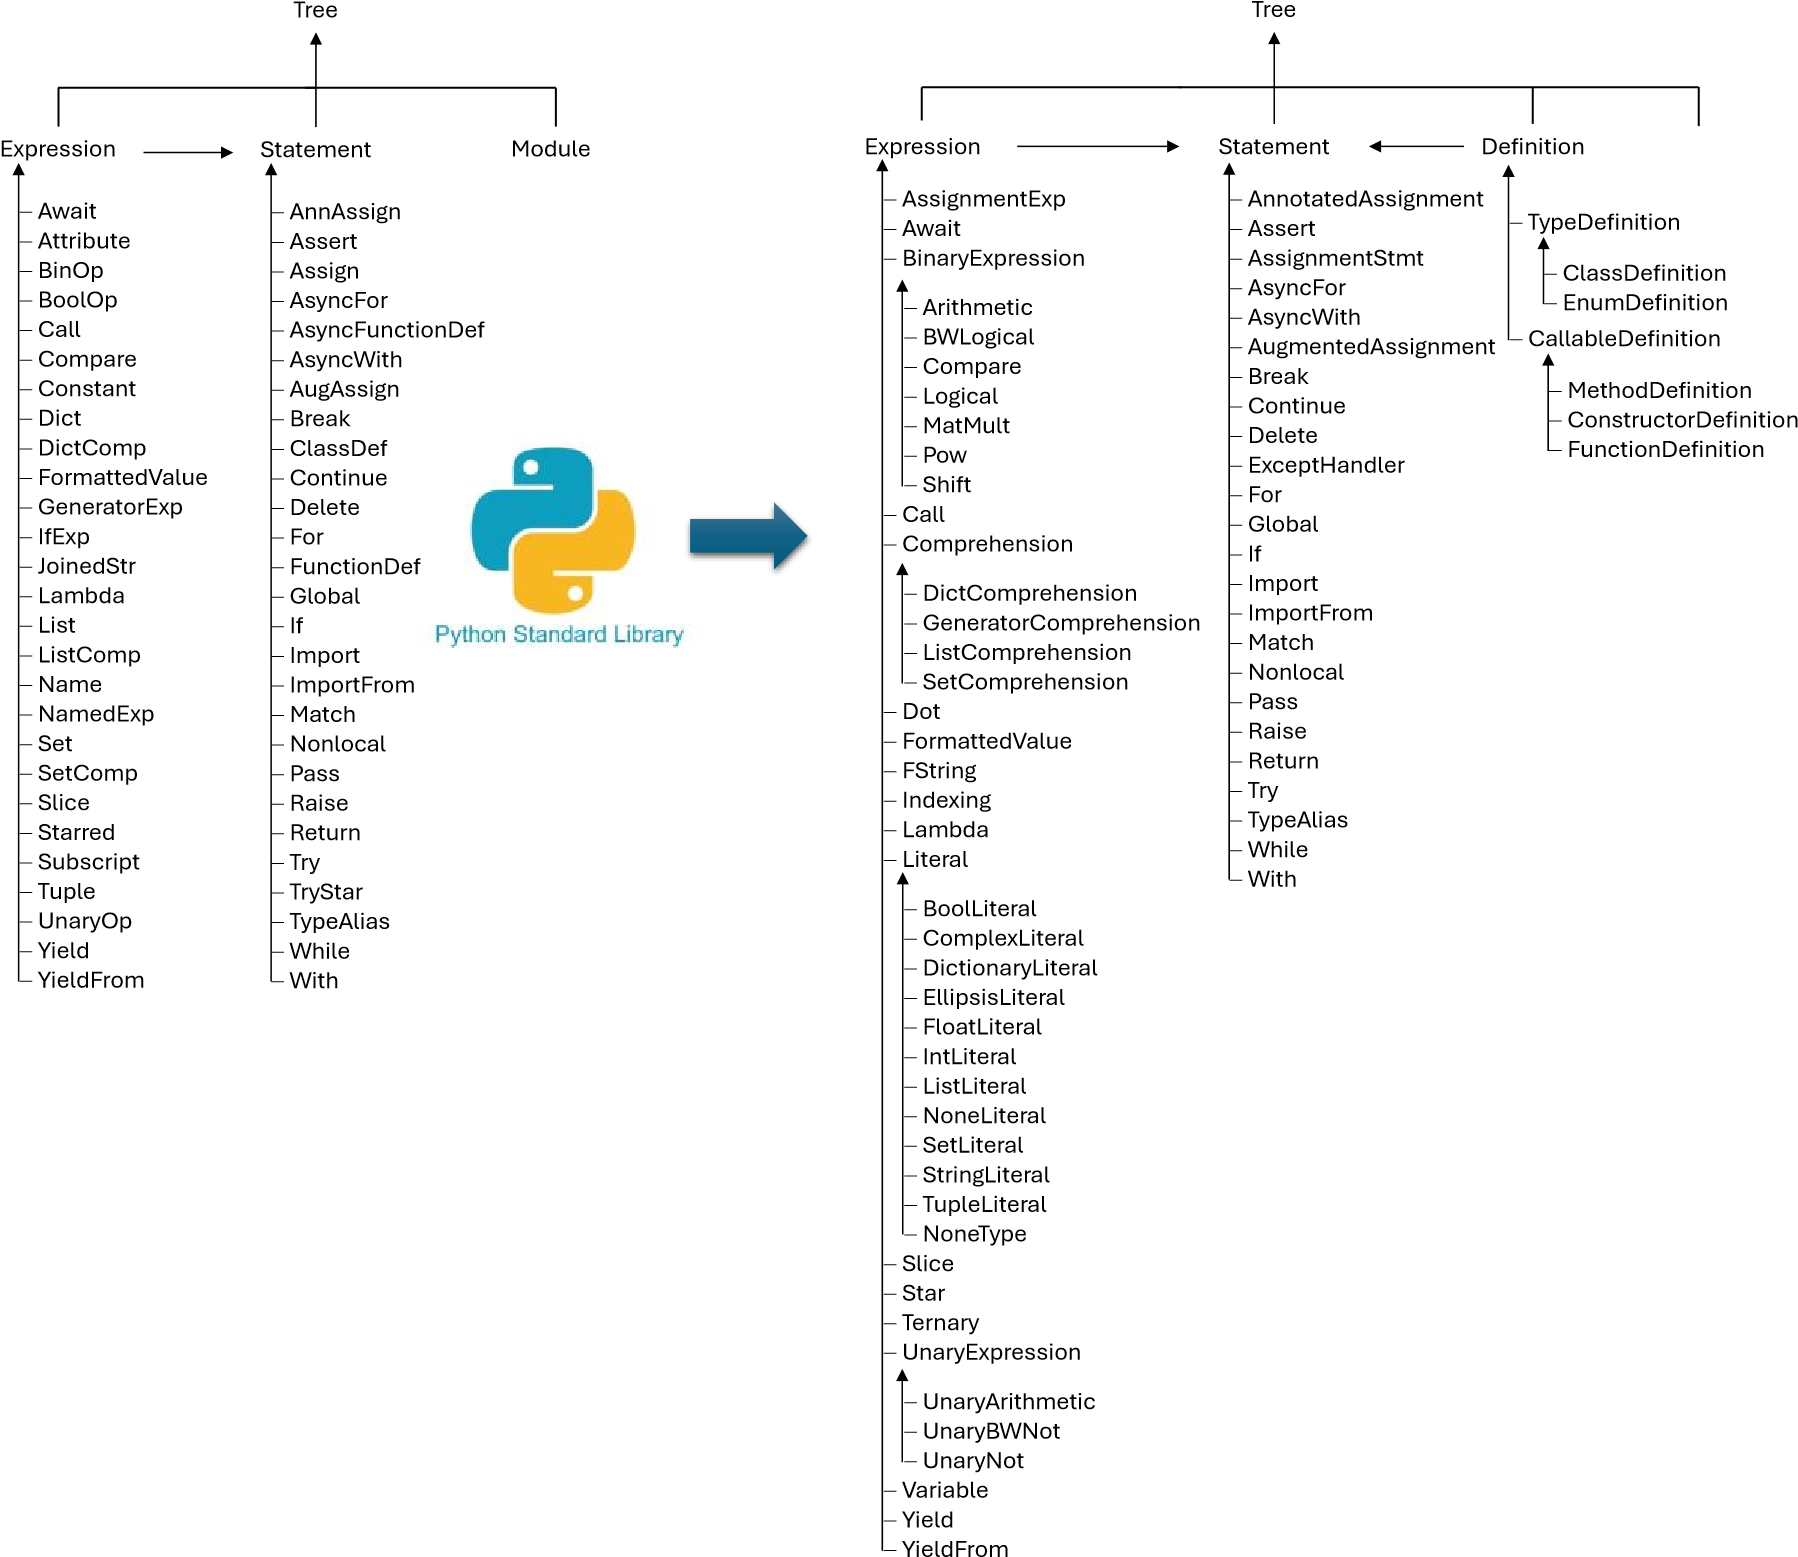 Tree
Expression
Statement
Module
Await
Attribute
BinOp
BoolOp
Call
Compare
Constant
Dict
DictComp
FormattedValue
GeneratorExp
IfExp
JoinedStr
Lambda
List
ListComp
Name
NamedExp
Set
SetComp
Slice
Starred
Subscript
Tuple
UnaryOp
Yield
YieldFrom
AnnAssign
Assert
Assign
AsyncFor
AsyncFunctionDef
AsyncWith
AugAssign
Break
ClassDef
Continue
Delete
For
FunctionDef
Global
If
Import
ImportFrom
Match
Nonlocal
Pass
Raise
Return
Try
TryStar
TypeAlias
While
With
Python Standard Library
Tree
Expression
Statement
Definition
AssignmentExp
Await
BinaryExpression
Arithmetic
BWLogical
Compare
Logical
MatMult
Pow
Shift
Call
Comprehension
DictComprehension
GeneratorComprehension
ListComprehension
SetComprehension
Dot
FormattedValue
FString
Indexing
Lambda
Literal
BoolLiteral
ComplexLiteral
DictionaryLiteral
EllipsisLiteral
FloatLiteral
IntLiteral
ListLiteral
NoneLiteral
SetLiteral
StringLiteral
TupleLiteral
NoneType
Slice
Star
Ternary
UnaryExpression
UnaryArithmetic
UnaryBWNot
UnaryNot
Variable
Yield
YieldFrom
AnnotatedAssignment
Assert
AssignmentStmt
AsyncFor
AsyncWith
AugmentedAssignment
Break
Continue
Delete
ExceptHandler
For
Global
If
Import
ImportFrom
Match
Nonlocal
Pass
Raise
Return
Try
TypeAlias
While
With
TypeDefinition
ClassDefinition
EnumDefinition
CallableDefinition
MethodDefinition
ConstructorDefinition
FunctionDefinition